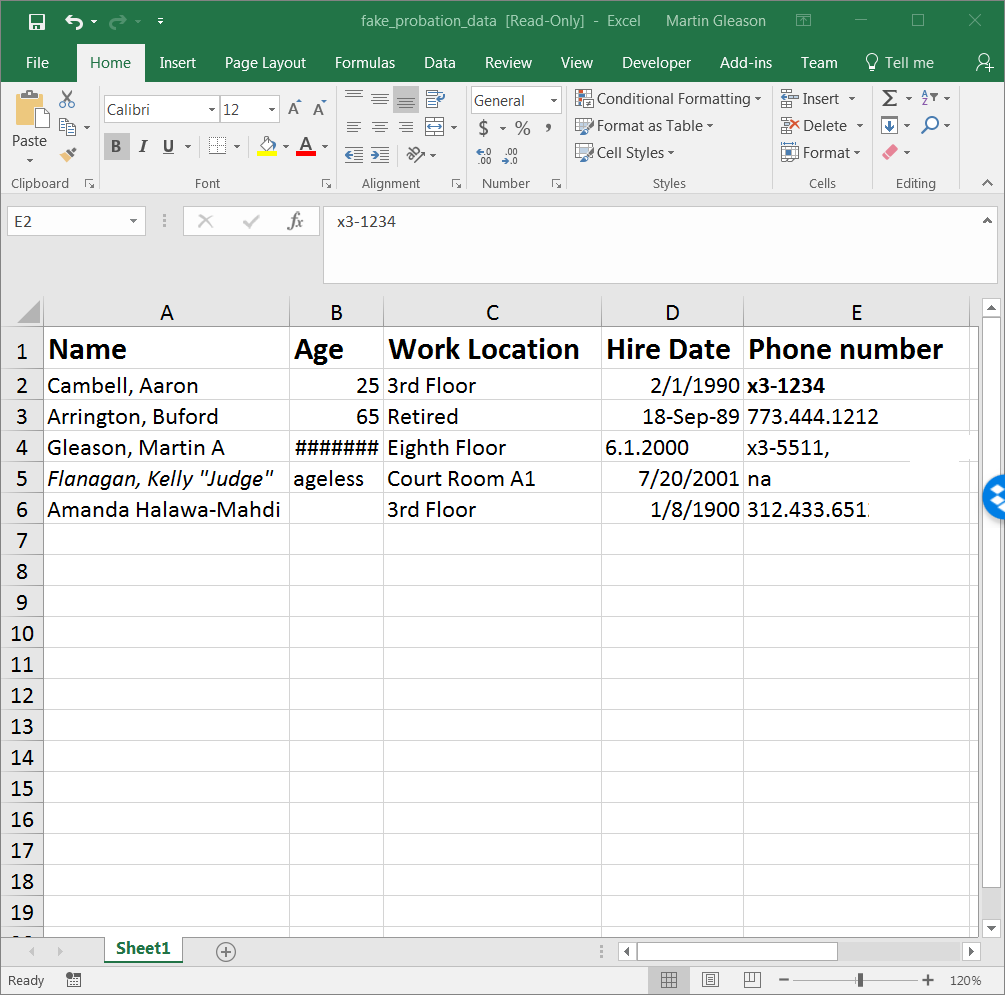 fake_probation_data [Read-Only] - Excel Martin Gleason
File Home Insert Page Layout Formulas Data Review View Developer Add-ins Team Tell me
Calibri 12 General Conditional Formatting Insert
Paste $ % , Format as Table Delete
B I U A Cell Styles Format
Clipboard Font Alignment Number Styles Cells Editing
E2 fx x3-1234
A B C D E
1 Name Age Work Location Hire Date Phone number
2 Cambell, Aaron 25 3rd Floor 2/1/1990 x3-1234
3 Arrington, Buford 65 Retired 18-Sep-89 773.444.1212
4 Gleason, Martin A ####### Eighth Floor 6.1.2000 x3-5511,
5 Flanagan, Kelly "Judge" ageless Court Room A1 7/20/2001 na
6 Amanda Halawa-Mahdi 3rd Floor 1/8/1900 312.433.651
7
8
9
10
11
12
13
14
15
16
17
18
19
Sheet1
Ready 120%